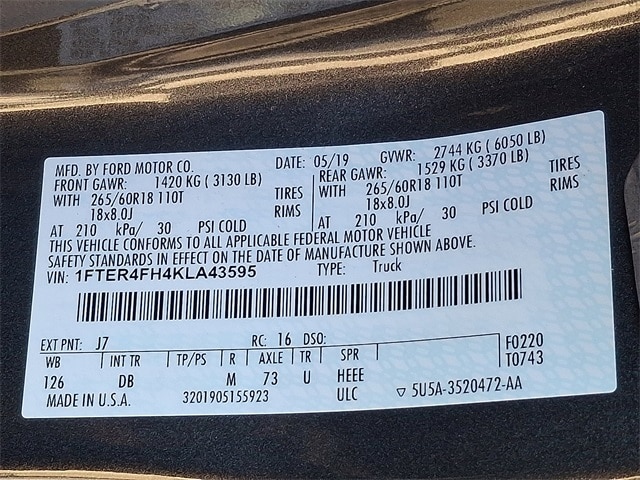 MFD. BY FORD MOTOR CO. DATE: 05/19 GVWR: 2744 KG ( 6050 LB)
FRONT GAWR: 1420 KG ( 3130 LB) REAR GAWR: 1529 KG ( 3370 LB)
WITH 265/60R18 110T TIRES WITH 265/60R18 110T TIRES
18x8.0J RIMS 18x8.0J RIMS
AT 210 kPa/ 30 PSI COLD AT 210 kPa/ 30 PSI COLD
THIS VEHICLE CONFORMS TO ALL APPLICABLE FEDERAL MOTOR VEHICLE
SAFETY STANDARDS IN EFFECT ON THE DATE OF MANUFACTURE SHOWN ABOVE.
VIN: 1FTER4FH4KLA43595 TYPE: Truck
EXT PNT: J7 RC: 16 DSO: F0220
WB INT TR TP/PS R AXLE TR SPR T0743
126 DB M 73 U HEEE
MADE IN U.S.A. 3201905155923 ULC ▽ 5U5A-3520472-AA